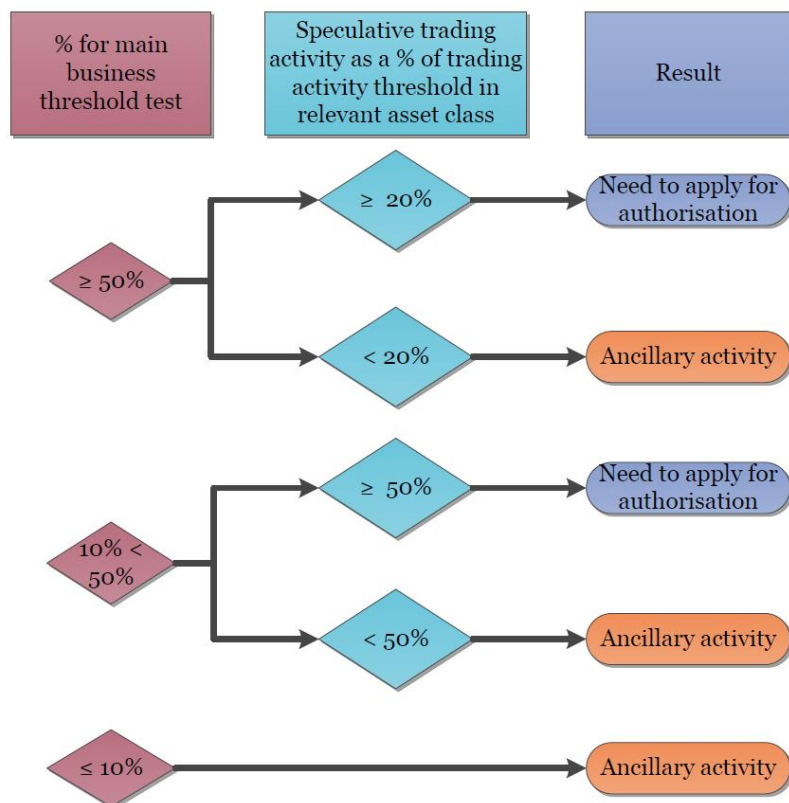 % for main
business
threshold test
Speculative trading
activity as a % of trading
activity threshold in
relevant asset class
Result
≥ 50%
≥ 20%
Need to apply for
authorisation
< 20%
Ancillary activity
10% <
50%
≥ 50%
Need to apply for
authorisation
< 50%
Ancillary activity
≤ 10%
Ancillary activity